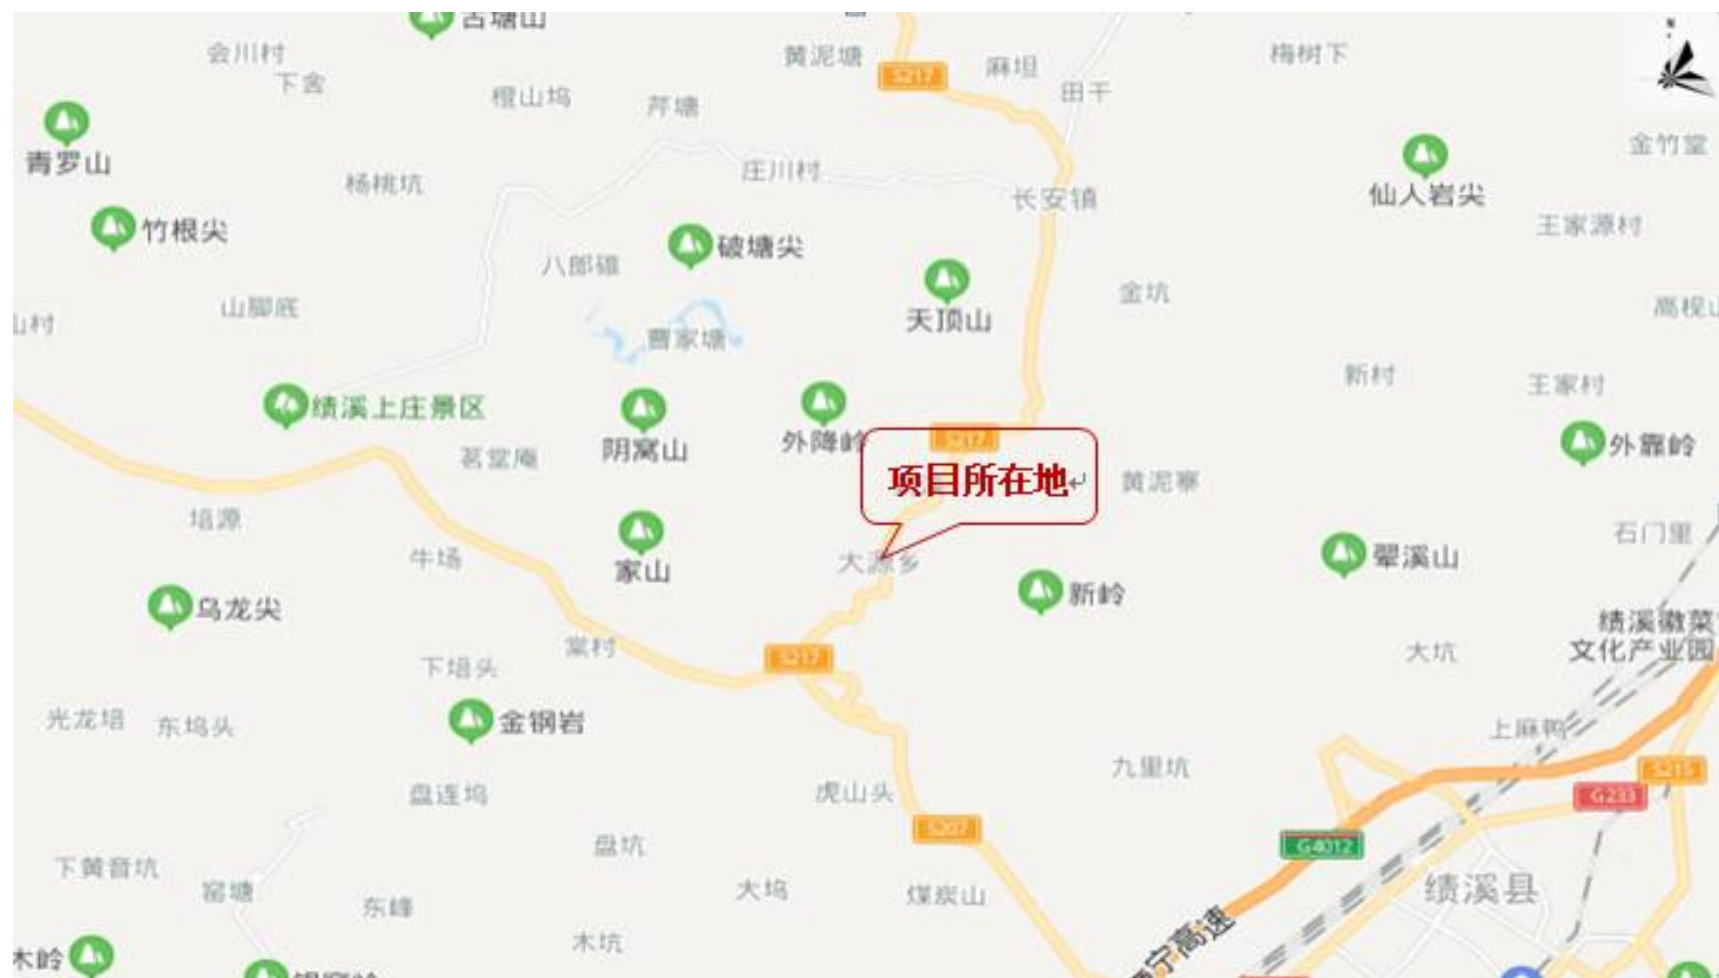 古塘山
会川村
下舍
橙山坞
芹塘
黄泥塘
S217
麻坦
田干
梅树下
金竹堂
青罗山
杨桃坑
庄川村
长安镇
仙人岩尖
竹根尖
破塘尖
王家源村
八郎碓
山脚底
天顶山
金坑
山村
曹家塘
新村
王家村
绩溪上庄景区
阴窝山
外降岭
S217
外靠岭
茗堂庵
项目所在地
黄泥寨
培源
牛场
家山
大源乡
新岭
石门里
翚溪山
乌龙尖
绩溪徽菜
文化产业园
棠村
S217
大坑
下培头
光龙培
东坞头
金钢岩
上麻鸭
九里坑
S215
盘连坞
虎山头
G233
S207
盘坑
G4012
下黄音坑
窑塘
东峰
大坞
煤炭山
绩溪县
木坑
宁高速
木岭